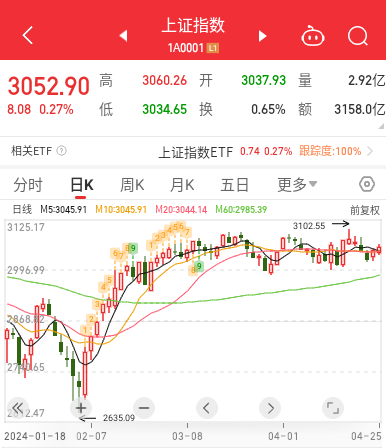 上证指数
1A0001 L1
3052.90 高 3060.26 开 3037.93 量 2.92亿
8.08 0.27% 低 3034.65 换 0.65% 额 3158.0亿
相关ETF ? 上证指数ETF 0.74 0.27% 跟踪度:100%
分时 日K 周K 月K 五日 更多
日线 M5:3045.91 M10:3045.91 M20:3044.14 M60:2985.39 前复权
3125.17
3102.55
2996.99
2868.82
2740.65
2612.47
2635.09
2024-01-18 02-07 03-08 04-01 04-25